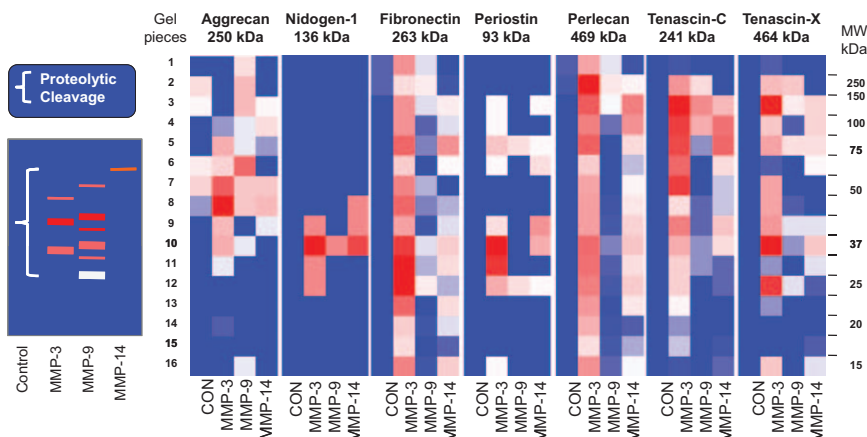 Gel pieces
Aggrecan 250 kDa
Nidogen-1 136 kDa
Fibronectin 263 kDa
Periostin 93 kDa
Perlecan 469 kDa
Tenascin-C 241 kDa
Tenascin-X 464 kDa
MW kDa
Proteolytic
Cleavage
1
2
3
4
5
6
7
8
9
10
11
12
13
14
15
16
250
150
100
75
50
37
25
20
15
Control
MMP-3
MMP-9
MMP-14
CON
MMP-3
MMP-9
MMP-14
CON
MMP-3
MMP-9
MMP-14
CON
MMP-3
MMP-9
MMP-14
CON
MMP-3
MMP-9
MMP-14
CON
MMP-3
MMP-9
MMP-14
CON
MMP-3
MMP-9
MMP-14
CON
MMP-3
MMP-9
MMP-14